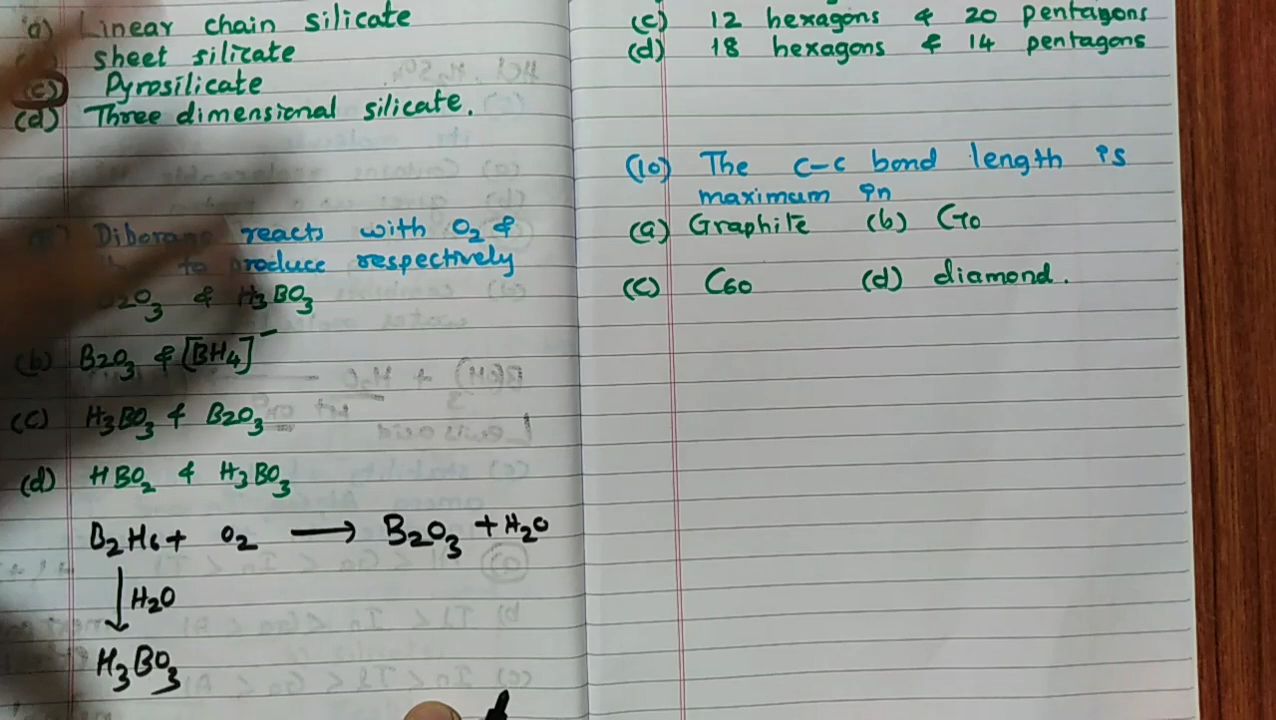 a) Linear chain silicate
sheet silicate
(c) Pyrosilicate
(d) Three dimensional silicate.
reacts with O2 &
to produce respectively
& H3BO3
(b) B2O3 & [BH4]-
(c) H3BO3 & B2O3
(d) HBO2 & H3BO3
B2H6 + O2 ⟶ B2O3 + H2O
↓ H2O
H3BO3
(c) 12 hexagons & 20 pentagons
(d) 18 hexagons & 14 pentagons
(10) The C-C bond length is
maximum in
(a) Graphite (b) C70
(c) C60 (d) diamond.